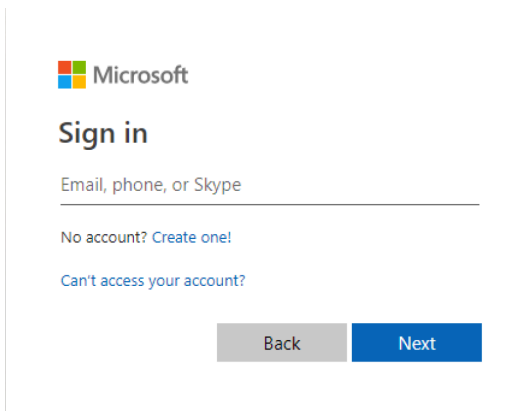 Microsoft
Sign in
Email, phone, or Skype
No account? Create one!
Can't access your account?
Back Next